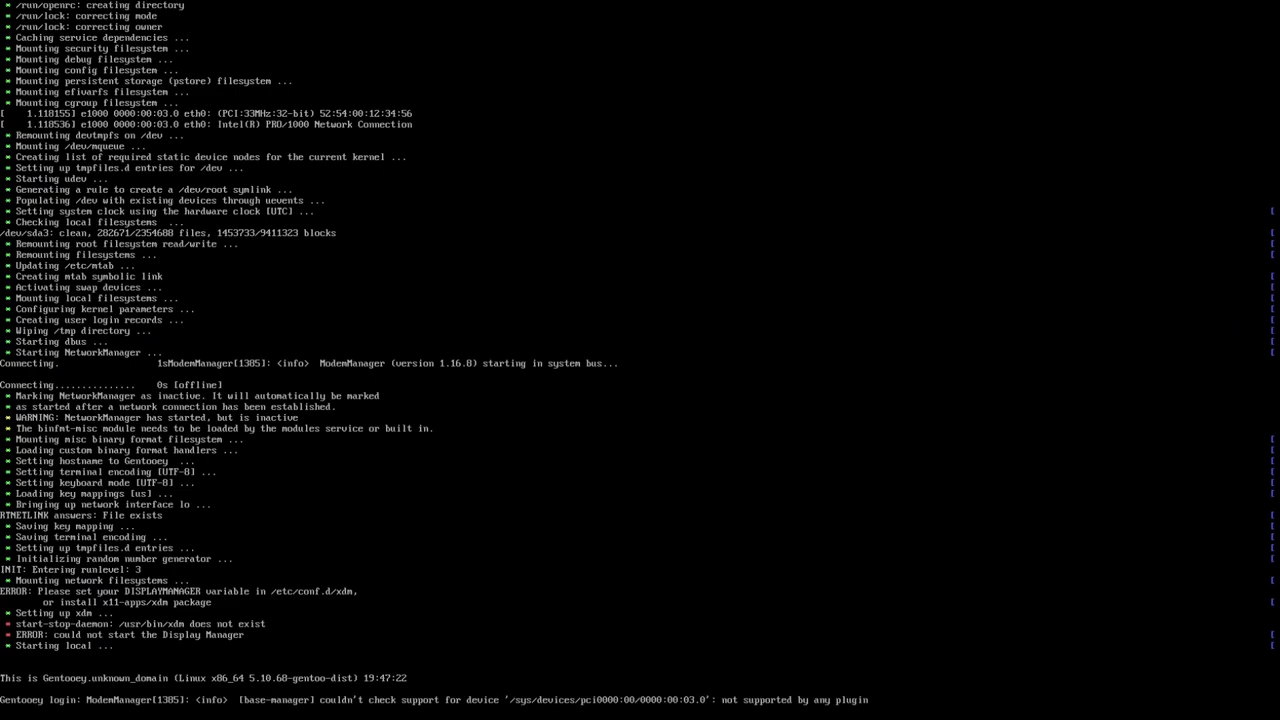 * /run/openrc: creating directory
* /run/lock: correcting mode
* /run/lock: correcting owner
* Caching service dependencies ...
* Mounting security filesystem ...
* Mounting debug filesystem ...
* Mounting config filesystem ...
* Mounting persistent storage (pstore) filesystem ...
* Mounting efivarfs filesystem ...
* Mounting cgroup filesystem ...
[    1.118155] e1000 0000:00:03.0 eth0: (PCI:33MHz:32-bit) 52:54:00:12:34:56
[    1.118536] e1000 0000:00:03.0 eth0: Intel(R) PRO/1000 Network Connection
* Remounting devtmpfs on /dev ...
* Mounting /dev/mqueue ...
* Creating list of required static device nodes for the current kernel ...
* Setting up tmpfiles.d entries for /dev ...
* Starting udev ...
* Generating a rule to create a /dev/root symlink ...
* Populating /dev with existing devices through uevents ...
* Setting system clock using the hardware clock [UTC] ... [
* Checking local filesystems  ...
/dev/sda3: clean, 282671/2354688 files, 1453733/9411323 blocks [
* Remounting root filesystem read/write ... [
* Remounting filesystems ... [
* Updating /etc/mtab ...
* Creating mtab symbolic link [
* Activating swap devices ... [
* Mounting local filesystems ... [
* Configuring kernel parameters ... [
* Creating user login records ... [
* Wiping /tmp directory ... [
* Starting dbus ... [
* Starting NetworkManager ... [
Connecting.               1sModemManager[1385]: <info>  ModemManager (version 1.16.8) starting in system bus...
Connecting...............    0s [offline]
* Marking NetworkManager as inactive. It will automatically be marked
* as started after a network connection has been established.
* WARNING: NetworkManager has started, but is inactive
* The binfmt-misc module needs to be loaded by the modules service or built in.
* Mounting misc binary format filesystem ... [
* Loading custom binary format handlers ... [
* Setting hostname to Gentooey  ... [
* Setting terminal encoding [UTF-8] ... [
* Setting keyboard mode [UTF-8] ... [
* Loading key mappings [us] ... [
* Bringing up network interface lo ...
RTNETLINK answers: File exists [
* Saving key mapping ... [
* Saving terminal encoding ... [
* Setting up tmpfiles.d entries ... [
* Initializing random number generator ... [
INIT: Entering runlevel: 3
* Mounting network filesystems ... [
ERROR: Please set your DISPLAYMANAGER variable in /etc/conf.d/xdm,
or install x11-apps/xdm package [
* Setting up xdm ...
* start-stop-daemon: /usr/bin/xdm does not exist
* ERROR: could not start the Display Manager [
* Starting local ... [
This is Gentooey.unknown_domain (Linux x86_64 5.10.68-gentoo-dist) 19:47:22
Gentooey login: ModemManager[1385]: <info>  [base-manager] couldn't check support for device '/sys/devices/pci0000:00/0000:00:03.0': not supported by any plugin